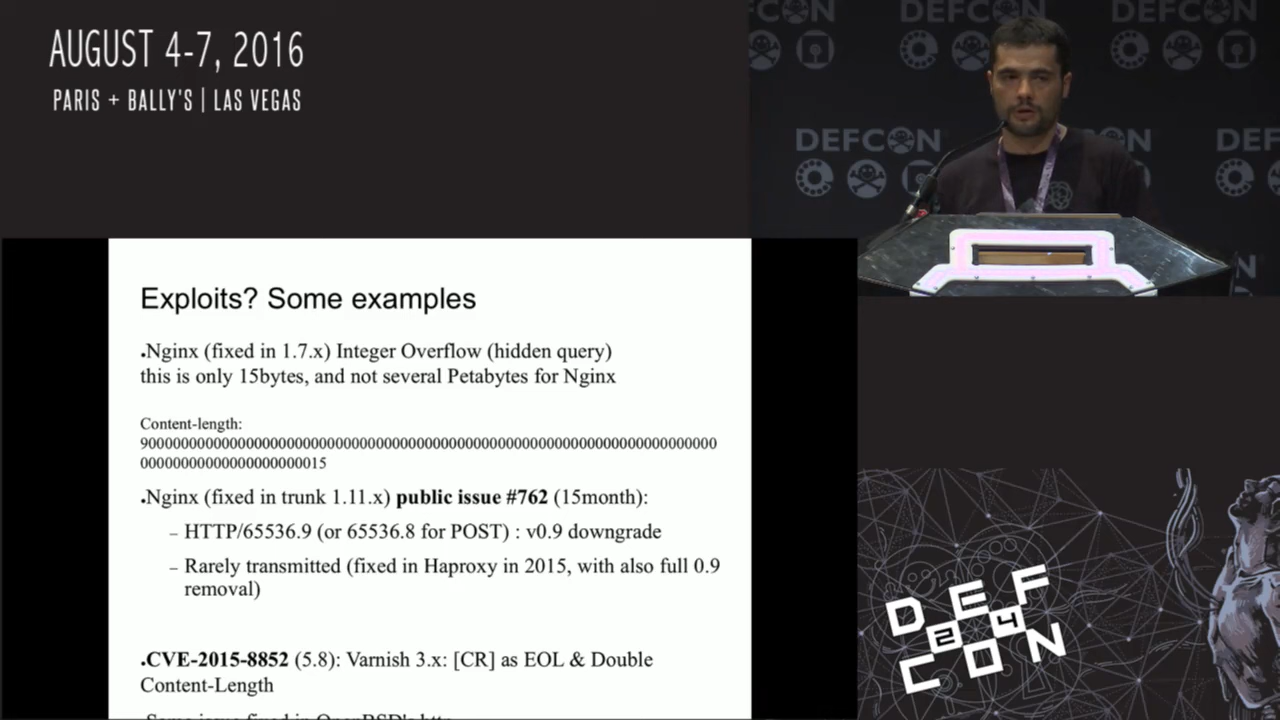 AUGUST 4-7, 2016
PARIS + BALLY'S | LAS VEGAS
DEFCON
DEFCON
DEFCON
DEFCON
Exploits? Some examples
.Nginx (fixed in 1.7.x) Integer Overflow (hidden query)
this is only 15bytes, and not several Petabytes for Nginx
Content-length:
.Nginx (fixed in trunk 1.11.x) public issue #762 (15month):
– HTTP/65536.9 (or 65536.8 for POST) : v0.9 downgrade
– Rarely transmitted (fixed in Haproxy in 2015, with also full 0.9
removal)
.CVE-2015-8852 (5.8): Varnish 3.x: [CR] as EOL & Double
Content-Length
DEF
24
CON